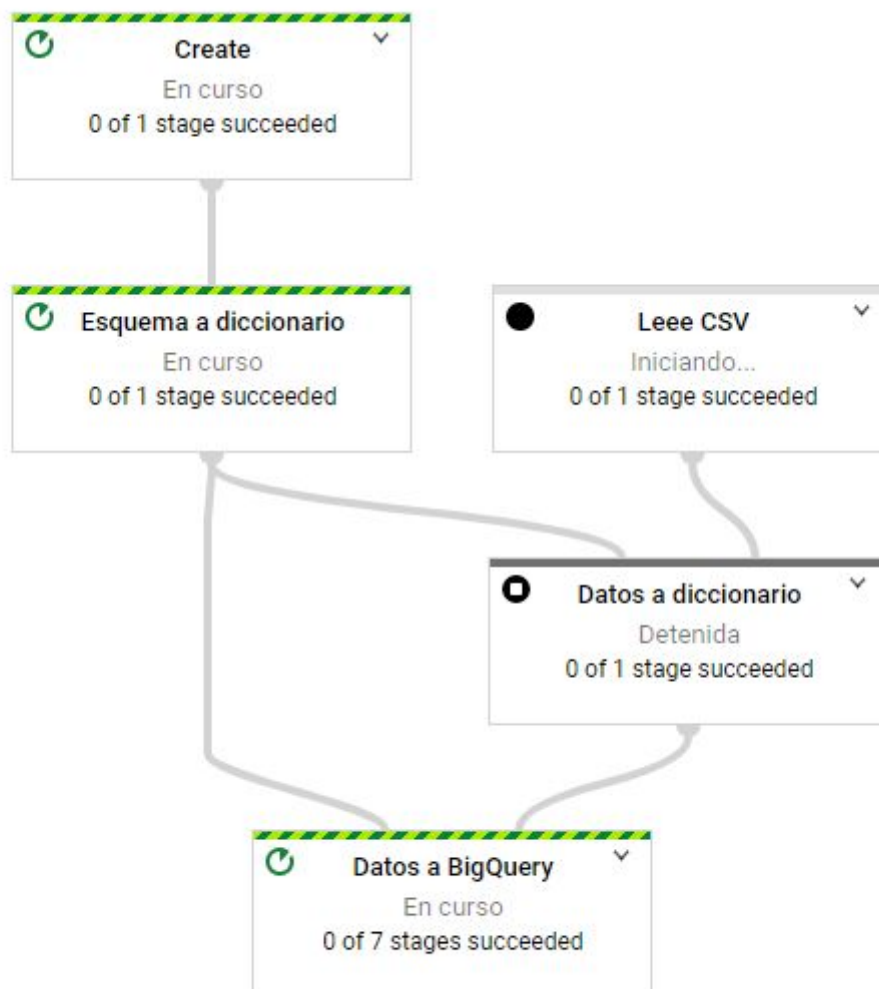 Create
En curso
0 of 1 stage succeeded
Esquema a diccionario
En curso
0 of 1 stage succeeded
Leee CSV
Iniciando...
0 of 1 stage succeeded
Datos a diccionario
Detenida
0 of 1 stage succeeded
Datos a BigQuery
En curso
0 of 7 stages succeeded